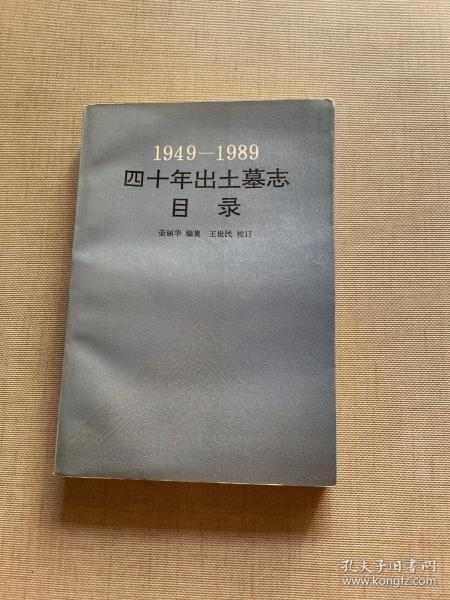 1949—1989
四十年出土墓志
目录
荣丽华 编集 王世民 校订
孔夫子旧书网
www.kongfz.com